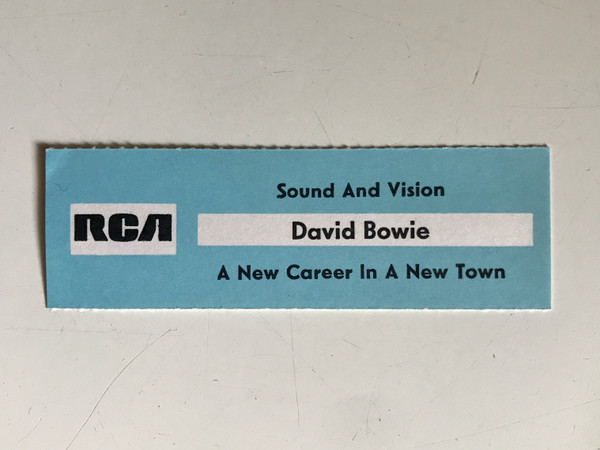 Sound And Vision
RCA
David Bowie
A New Career In A New Town